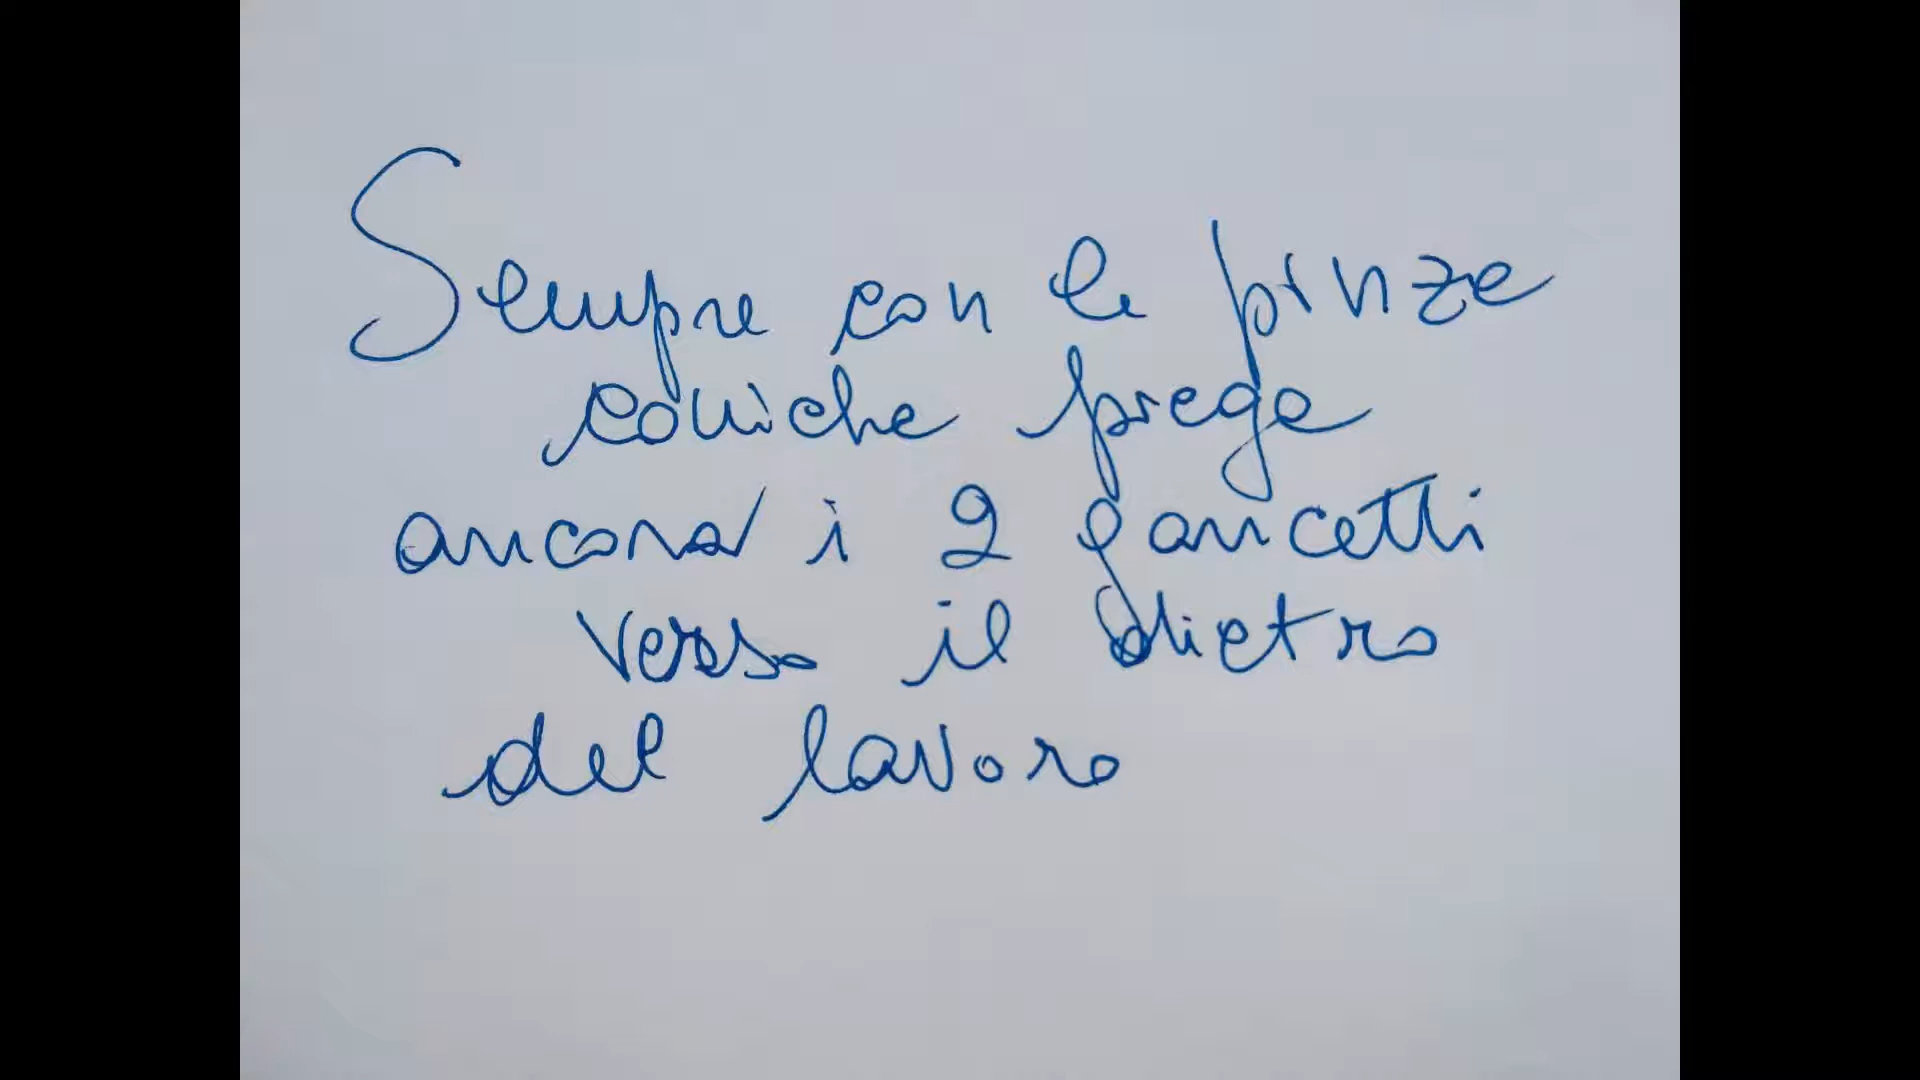 Sempre con le pinze
coniche piega
ancora i 2 gancetti
verso il dietro
del lavoro